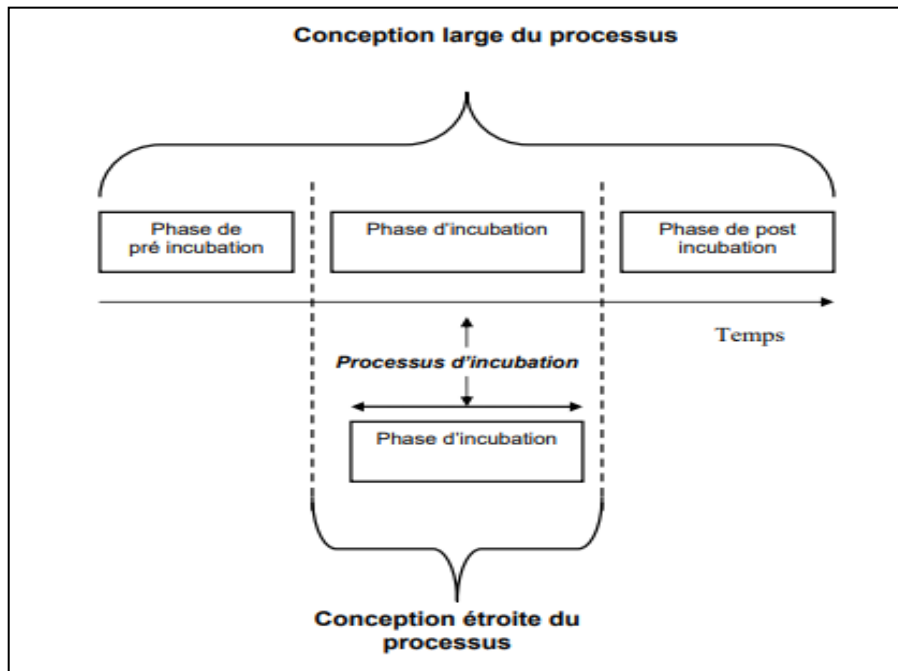 Conception large du processus
Phase de
pré incubation
Phase d'incubation
Phase de post
incubation
Temps
Processus d'incubation
Phase d'incubation
Conception étroite du
processus